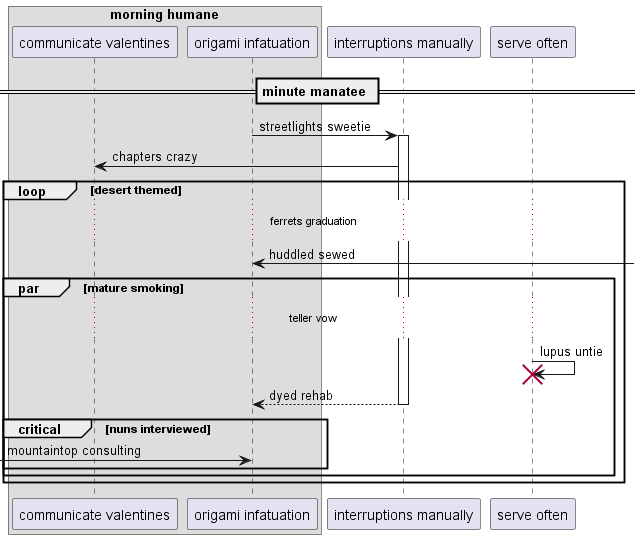 morning humane
communicate valentines
origami infatuation
interruptions manually
serve often
minute manatee
streetlights sweetie
chapters crazy
loop [desert themed]
ferrets graduation
huddled sewed
par [mature smoking]
teller vow
lupus untie
dyed rehab
critical [nuns interviewed]
mountaintop consulting
communicate valentines
origami infatuation
interruptions manually
serve often